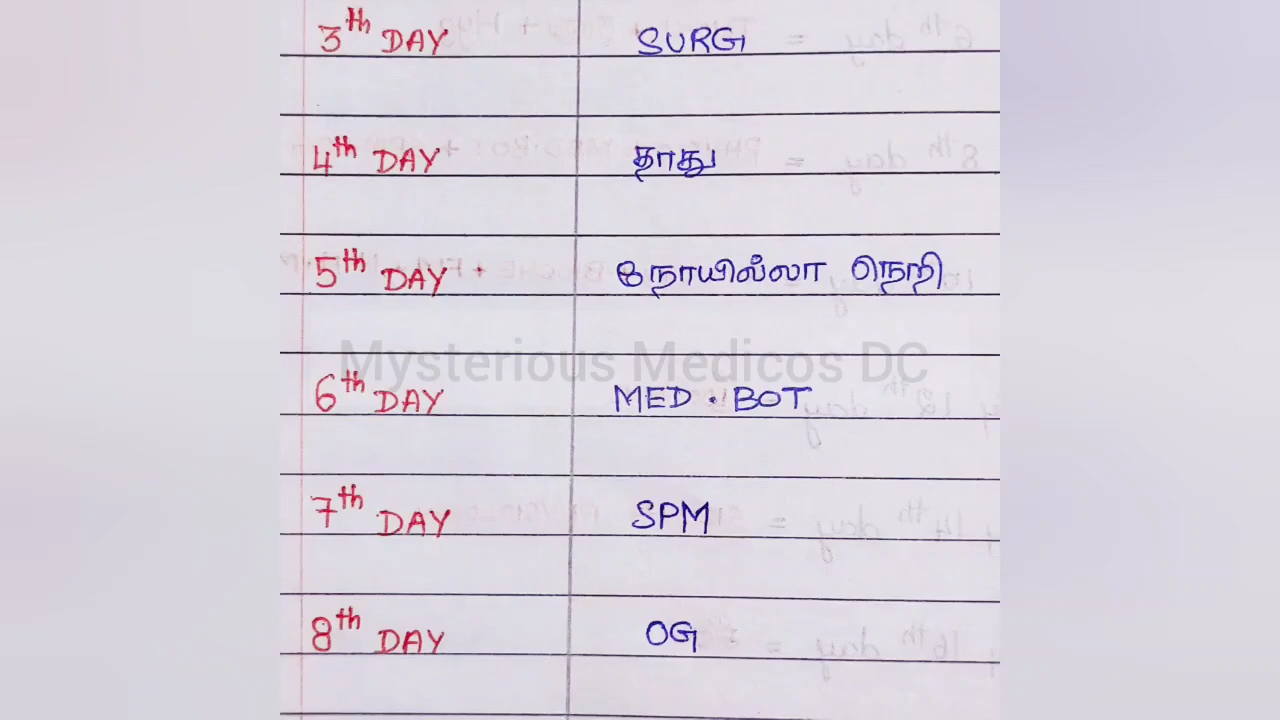 3th DAY SURGI
4th DAY தாது
5th DAY நோயில்லா நெறி
Mysterious Medicos DC
6th DAY MED. BOT
7th DAY SPM
8th DAY OG